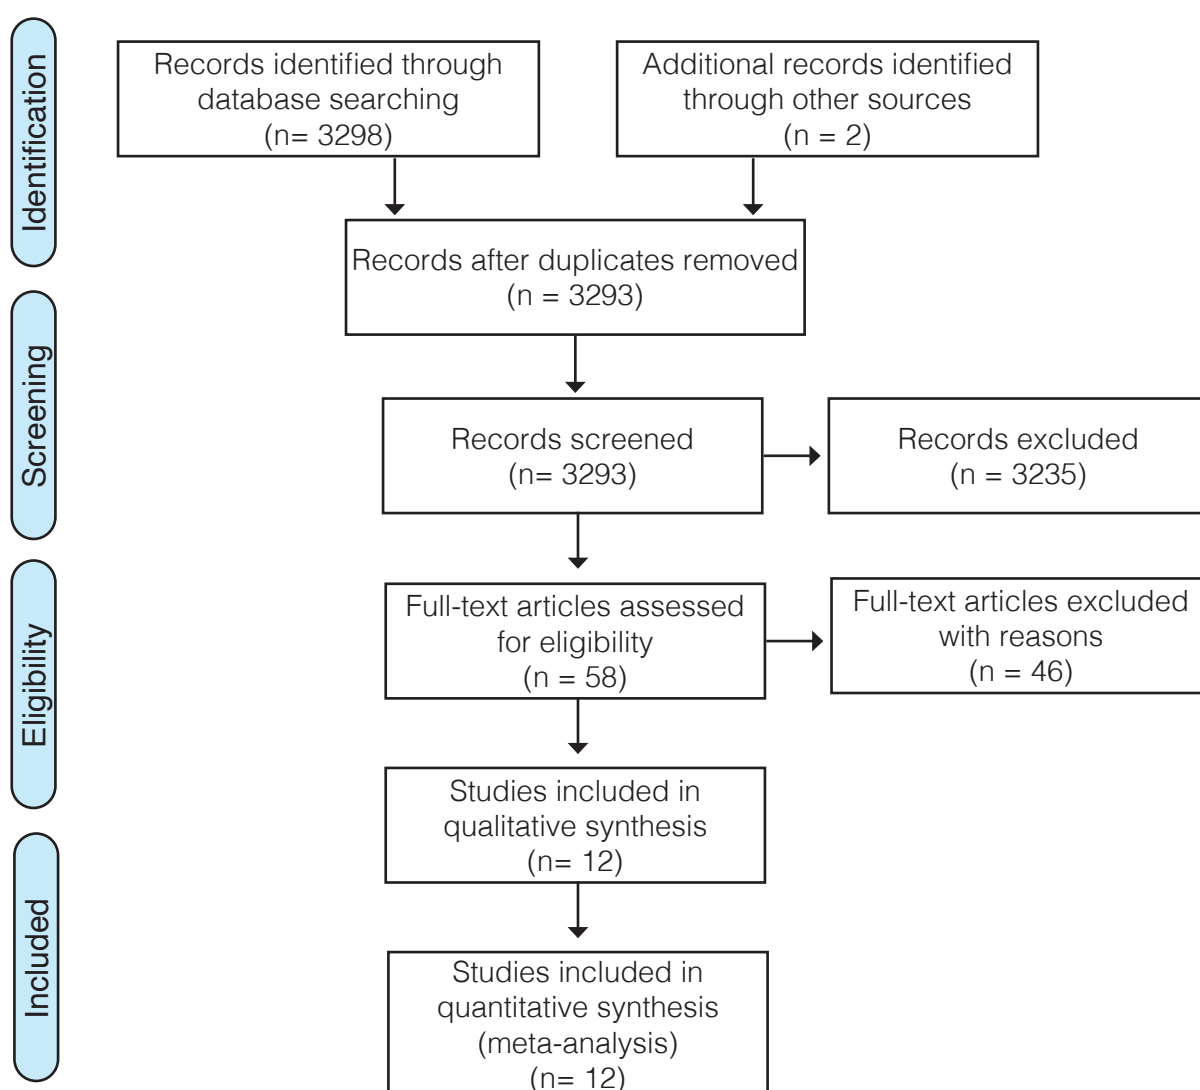 Identification
Records identified through
database searching
(n= 3298)
Additional records identified
through other sources
(n = 2)
Records after duplicates removed
(n = 3293)
Screening
Records screened
(n= 3293)
Records excluded
(n = 3235)
Eligibility
Full-text articles assessed
for eligibility
(n = 58)
Full-text articles excluded
with reasons
(n = 46)
Studies included in
qualitative synthesis
(n= 12)
Included
Studies included in
quantitative synthesis
(meta-analysis)
(n= 12)